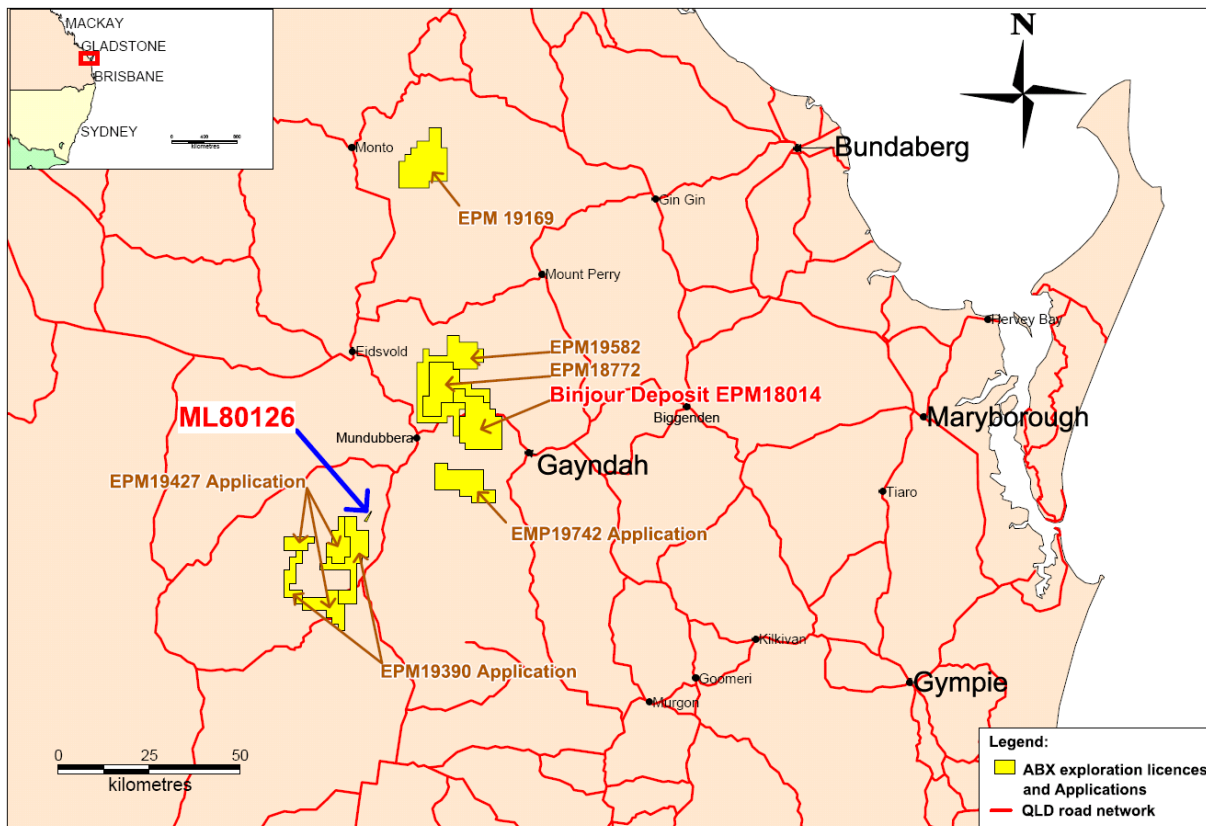 MACKAY
GLADSTONE
BRISBANE
SYDNEY
kilometres
N
Monto
Bundaberg
EPM 19169
Gin Gin
Mount Perry
Hervey Bay
Eidsvold
EPM19582
EPM18772
Binjour Deposit EPM18014
ML80126
Biggenden
Maryborough
Mundubbera
Gayndah
EPM19427 Application
Tiaro
EMP19742 Application
Kilkivan
EPM19390 Application
Goomeri
Gympie
Murgon
0 25 50
kilometres
Legend:
ABX exploration licences
and Applications
QLD road network